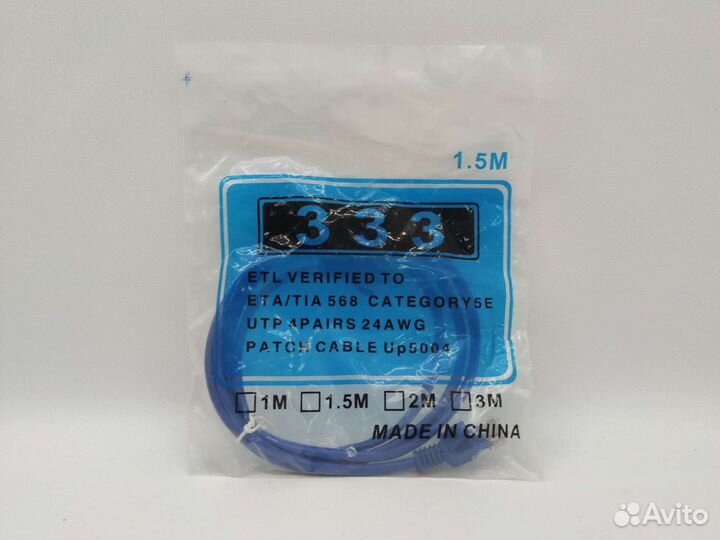 1.5M
333
ETL VERIFIED TO
ETA/TIA 568 CATEGORY5E
UTP 4PAIRS 24AWG
PATCH CABLE Up5004
1M 1.5M 2M 3M
MADE IN CHINA
Avito